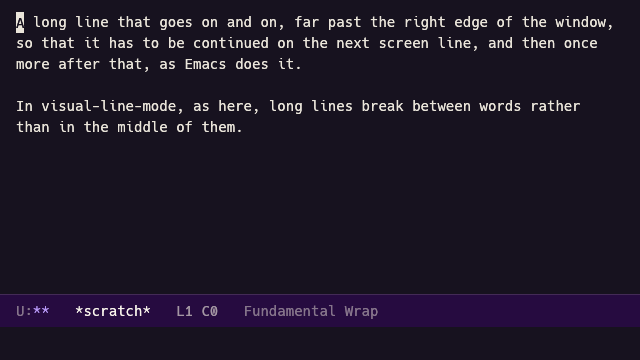 A long line that goes on and on, far past the right edge of the window,
so that it has to be continued on the next screen line, and then once
more after that, as Emacs does it.
In visual-line-mode, as here, long lines break between words rather
than in the middle of them.
U:**  *scratch*  L1 C0  Fundamental Wrap